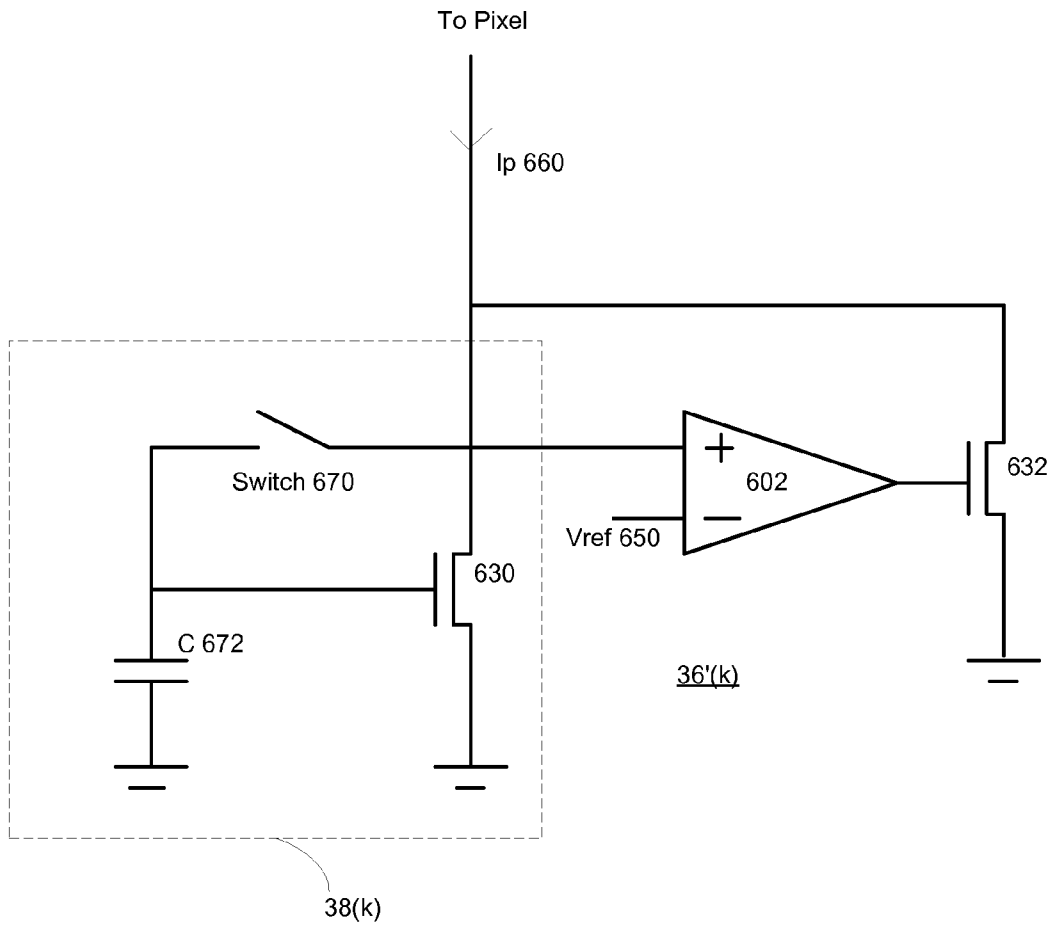 To Pixel
Ip 660
632
602
Switch 670
Vref 650
630
C 672
36'(k)
38(k)